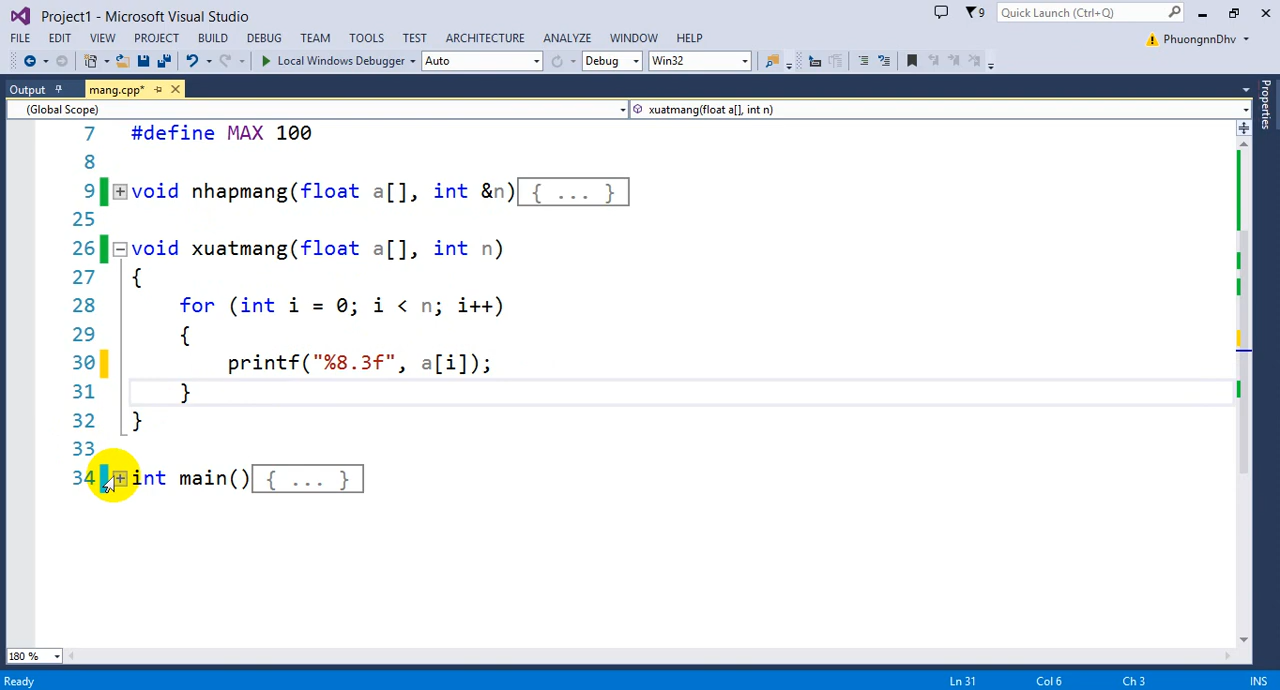 Project1 - Microsoft Visual Studio
9
Quick Launch (Ctrl+Q)
FILE EDIT VIEW PROJECT BUILD DEBUG TEAM TOOLS TEST ARCHITECTURE ANALYZE WINDOW HELP
PhuongnnDhv
Local Windows Debugger Auto Debug Win32
Output mang.cpp*
Properties
(Global Scope) xuatmang(float a[], int n)
7 #define MAX 100
8
9 void nhapmang(float a[], int &n){ ... }
25
26 void xuatmang(float a[], int n)
27 {
28 for (int i = 0; i < n; i++)
29 {
30 printf("%8.3f", a[i]);
31 }
32 }
33
34 int main(){ ... }
180 %
Ready Ln 31 Col 6 Ch 3 INS